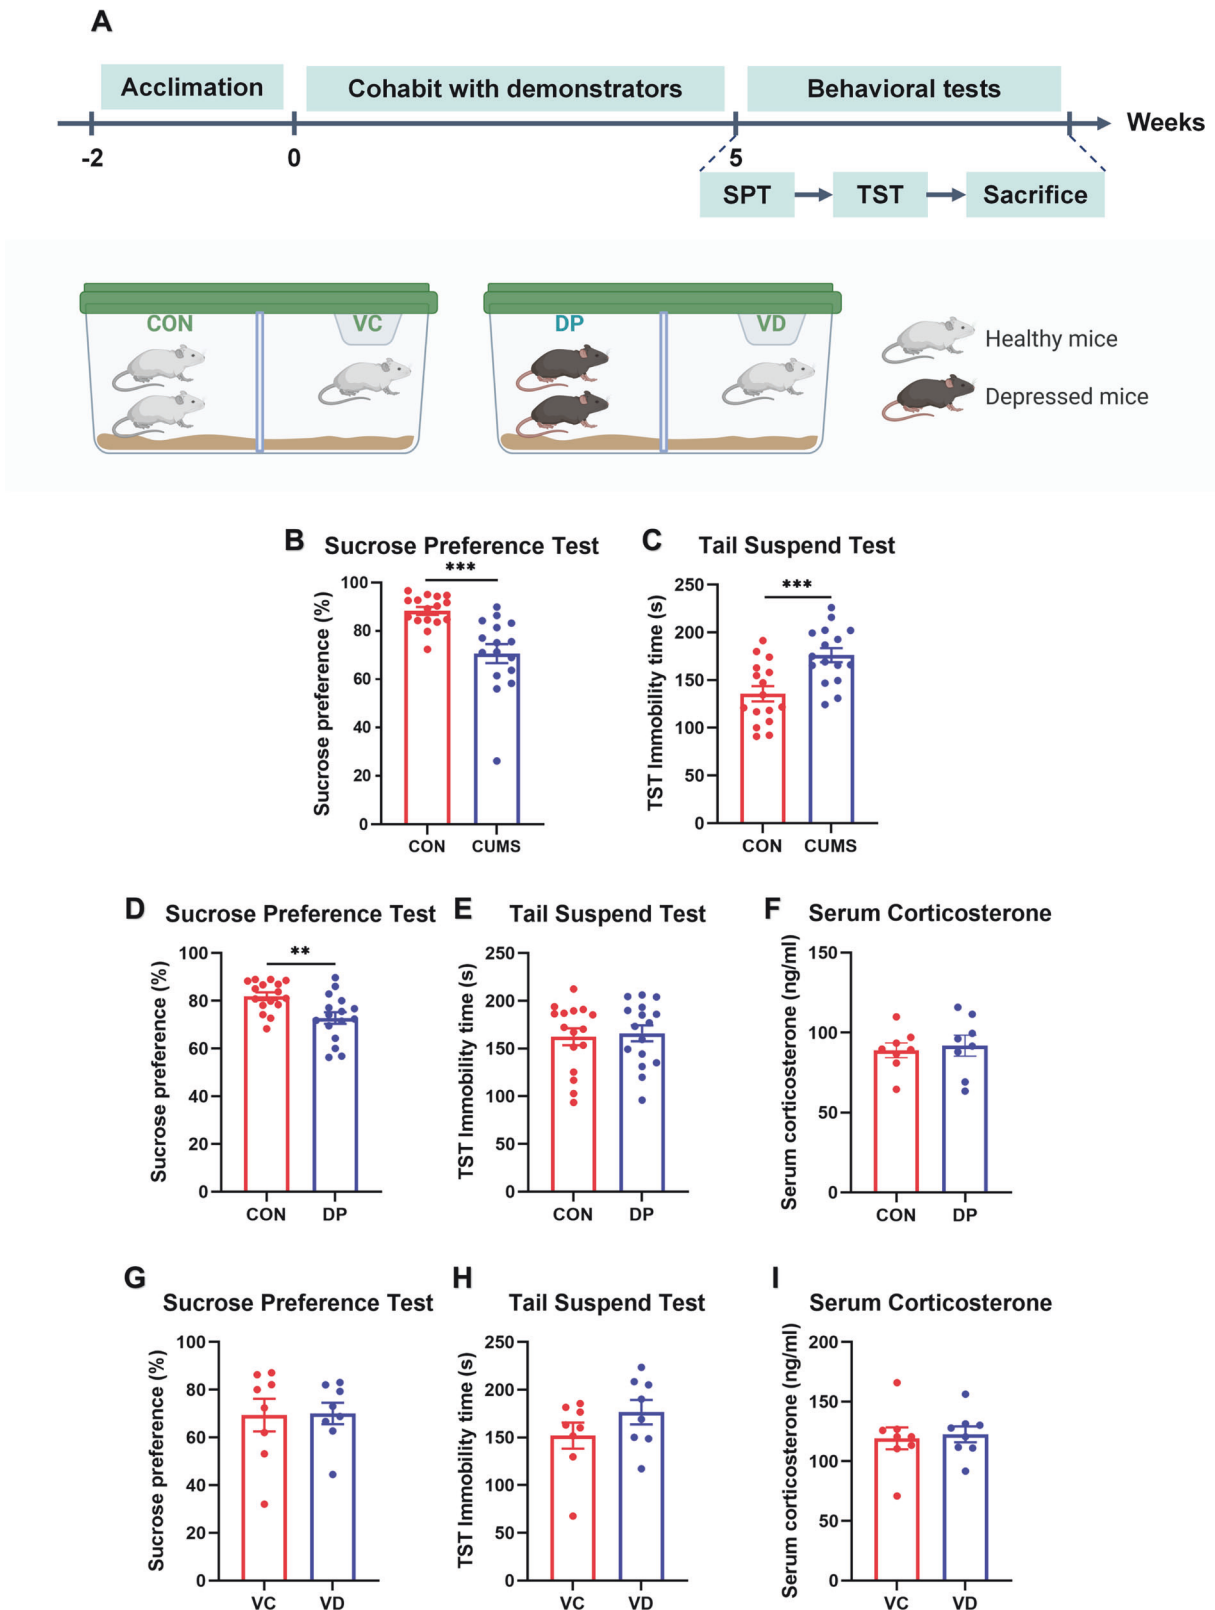 A
Acclimation
Cohabit with demonstrators
Behavioral tests
Weeks
-2
0
5
SPT
TST
Sacrifice
CON
VC
DP
VD
Healthy mice
Depressed mice
B
Sucrose Preference Test
***
Sucrose preference (%)
100
80
60
40
20
0
CON
CUMS
C
Tail Suspend Test
***
TST Immobility time (s)
250
200
150
100
50
0
CON
CUMS
D
Sucrose Preference Test
**
Sucrose preference (%)
100
80
60
40
20
0
CON
DP
E
Tail Suspend Test
TST Immobility time (s)
250
200
150
100
50
0
CON
DP
F
Serum Corticosterone
Serum corticosterone (ng/ml)
150
100
50
0
CON
DP
G
Sucrose Preference Test
Sucrose preference (%)
100
80
60
40
20
0
VC
VD
H
Tail Suspend Test
TST Immobility time (s)
250
200
150
100
50
0
VC
VD
I
Serum Corticosterone
Serum corticosterone (ng/ml)
200
150
100
50
0
VC
VD